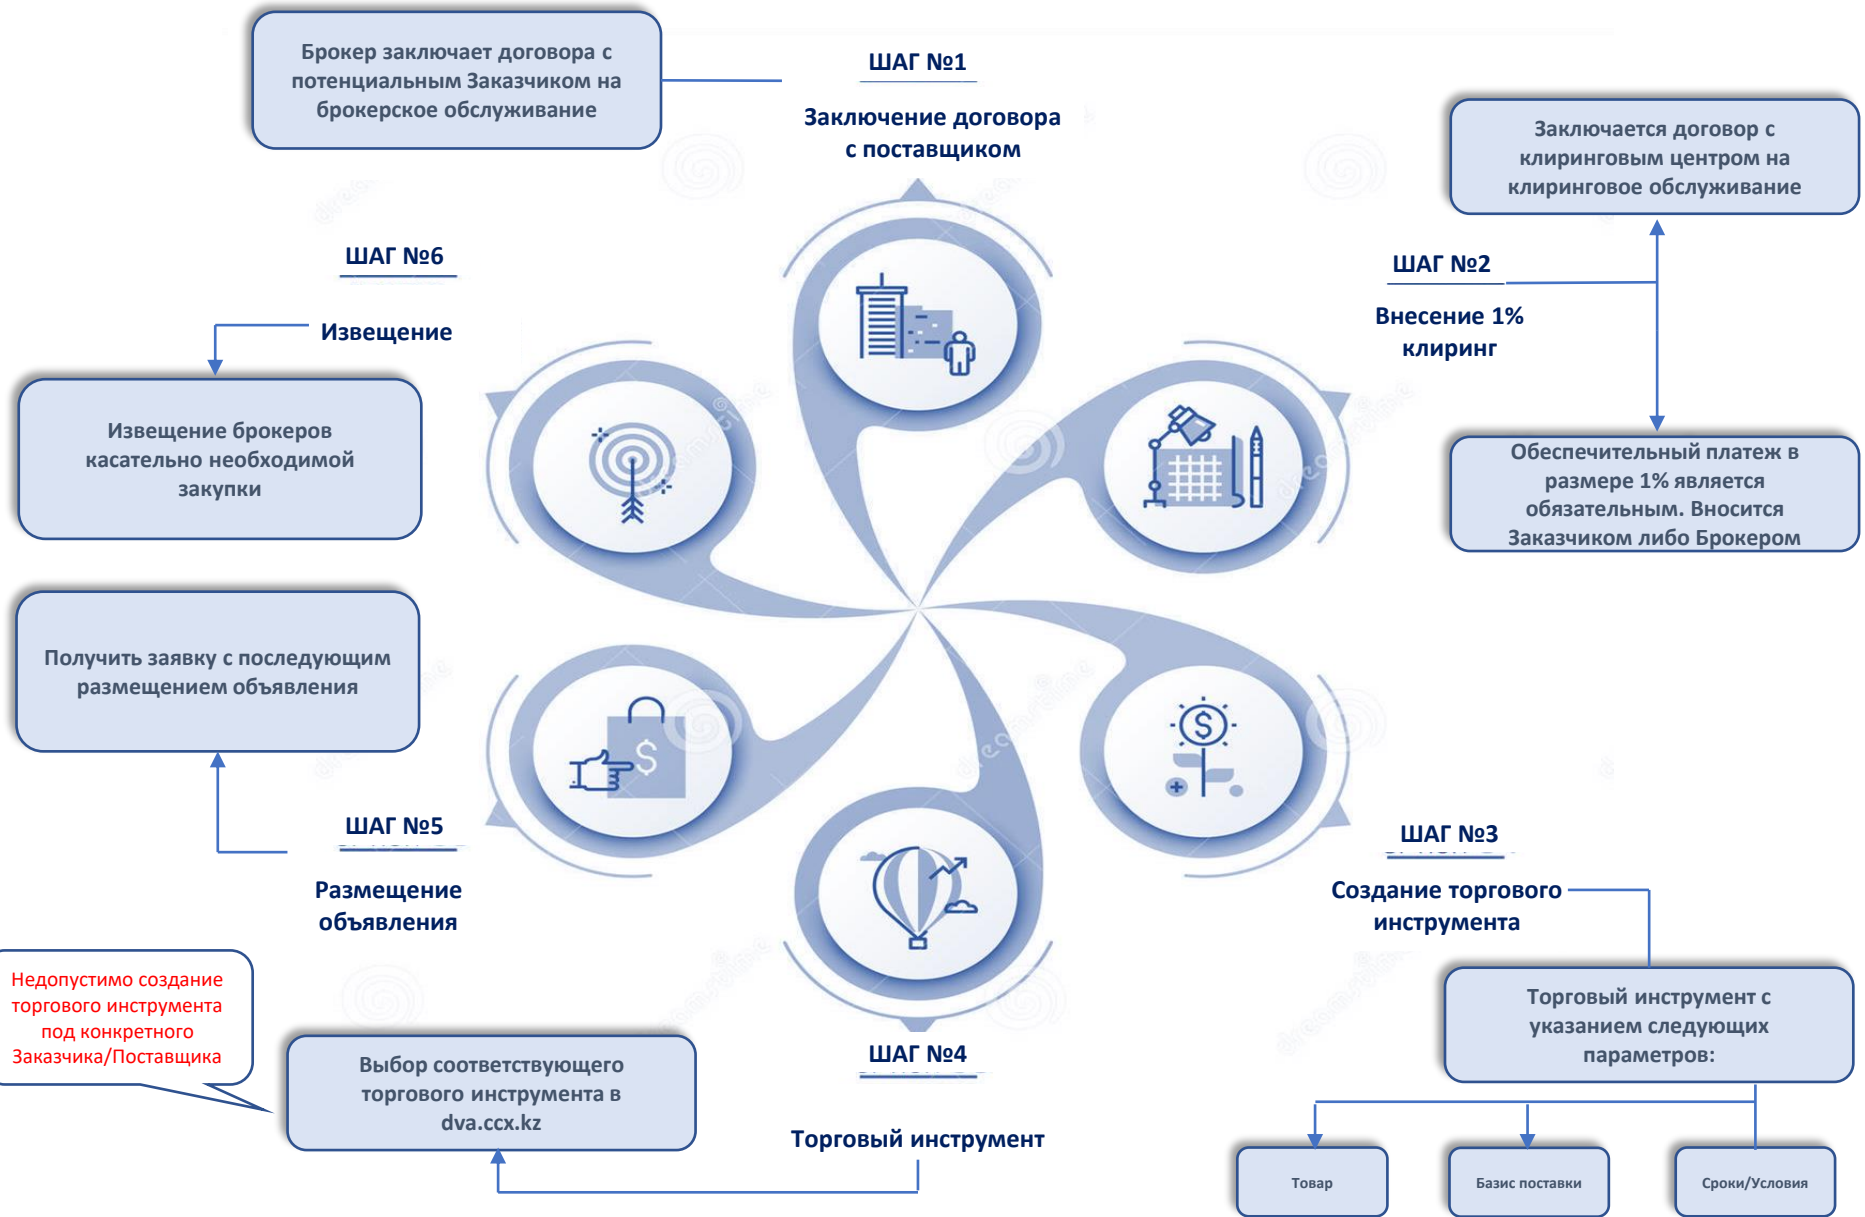 Брокер заключает договора с
потенциальным Заказчиком на
брокерское обслуживание
ШАГ №1
Заключение договора
с поставщиком
Заключается договор с
клиринговым центром на
клиринговое обслуживание
ШАГ №2
Внесение 1%
клиринг
Обеспечительный платеж в
размере 1% является
обязательным. Вносится
Заказчиком либо Брокером
ШАГ №6
Извещение
Извещение брокеров
касательно необходимой
закупки
Получить заявку с последующим
размещением объявления
ШАГ №5
Размещение
объявления
ШАГ №3
Создание торгового
инструмента
Торговый инструмент с
указанием следующих
параметров:
Товар
Базис поставки
Сроки/Условия
Недопустимо создание
торгового инструмента
под конкретного
Заказчика/Поставщика
Выбор соответствующего
торгового инструмента в
dva.ccx.kz
ШАГ №4
Торговый инструмент